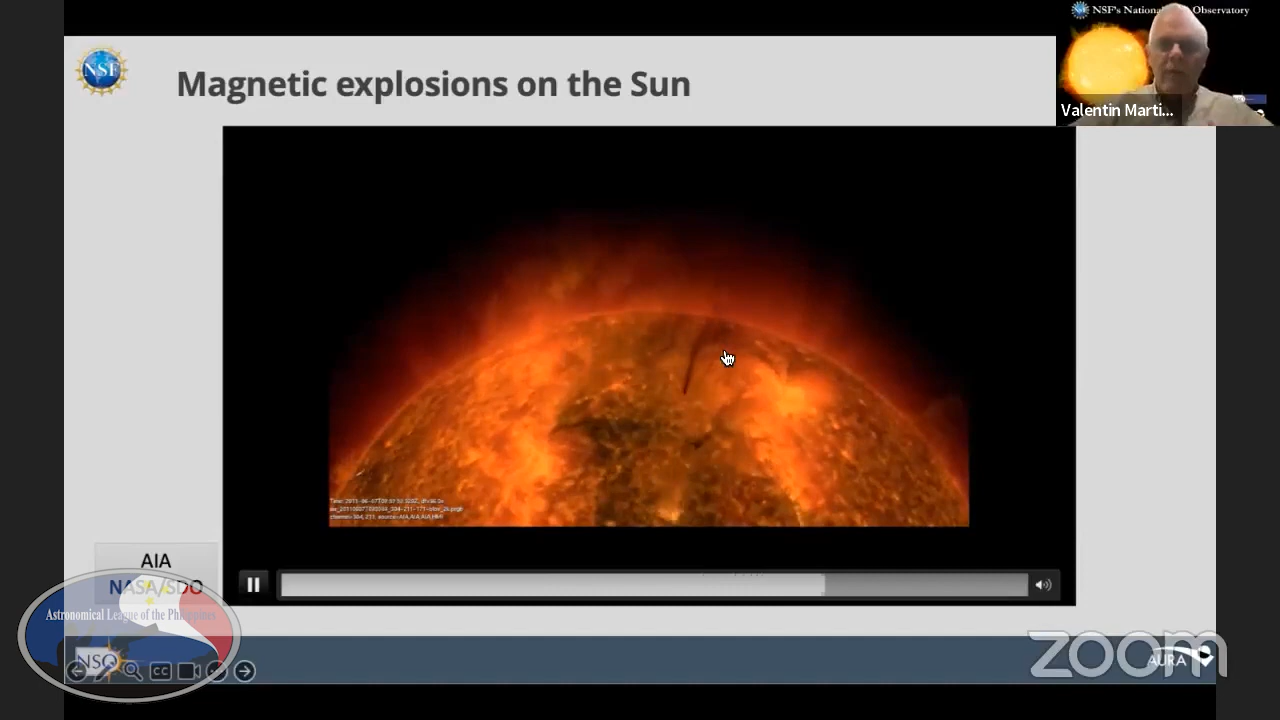 NSF's National Observatory
NSF
Magnetic explosions on the Sun
Valentin Marti...
AIA
NASA/SDO
Astronomical League of the Philippines
NSO
CC
zoom
AURA